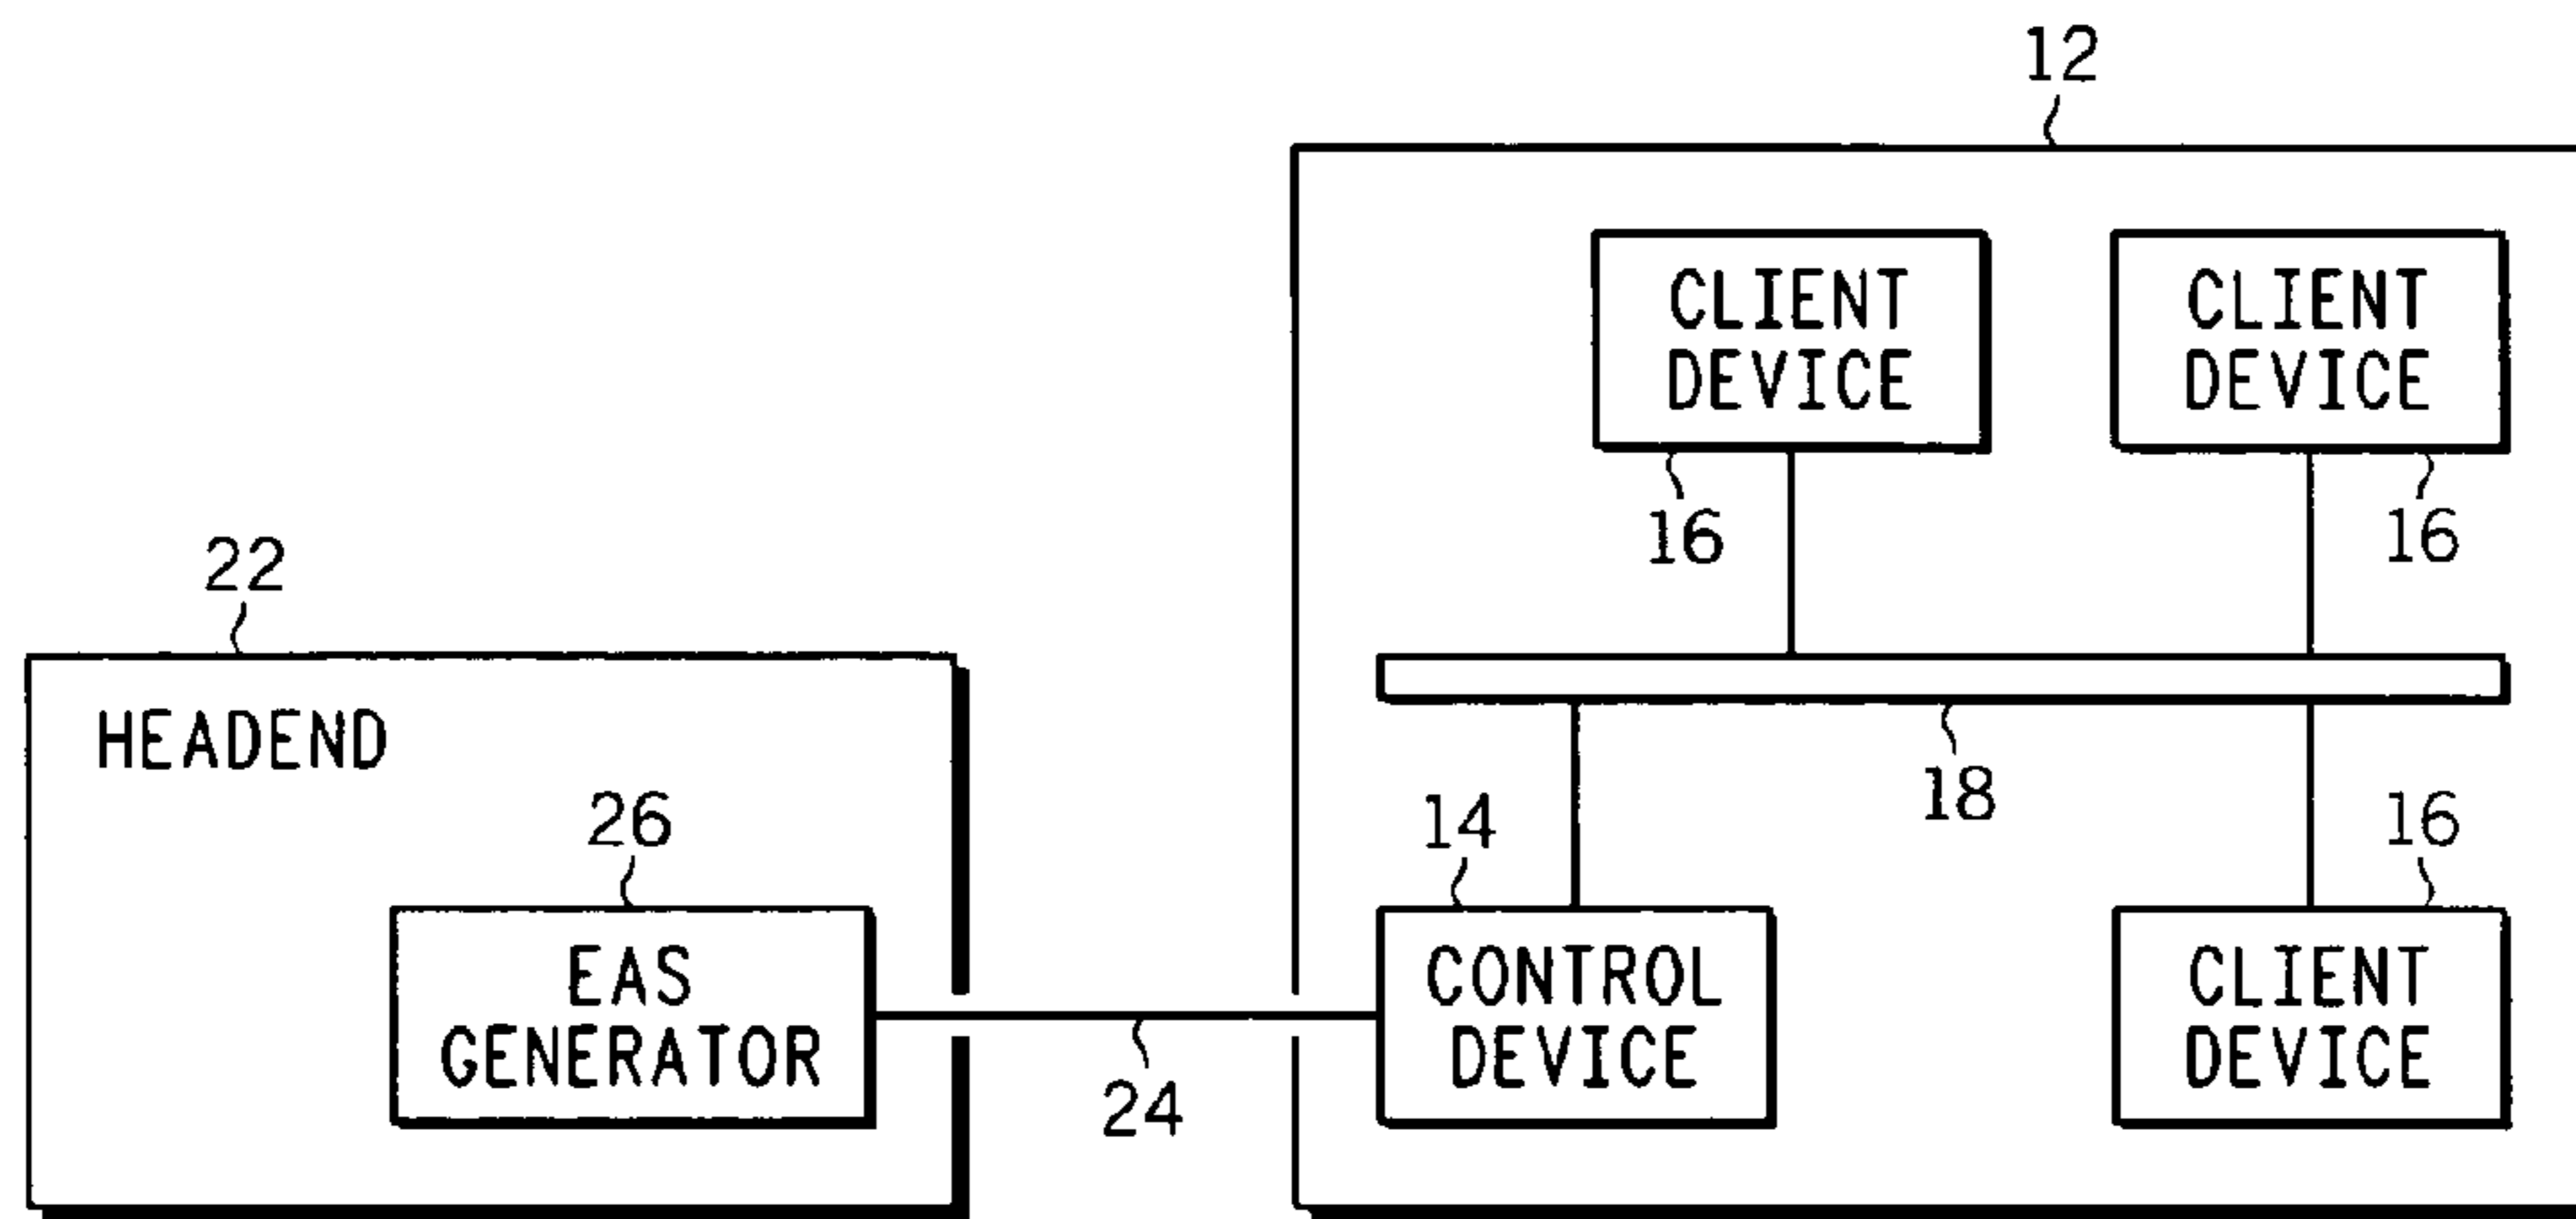 12
CLIENT
DEVICE
CLIENT
DEVICE
16
16
22
HEADEND
18
26
14
16
EAS
GENERATOR
CONTROL
DEVICE
CLIENT
DEVICE
24